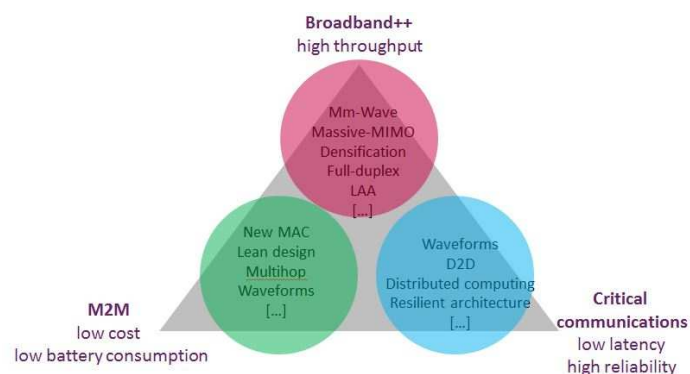 Broadband++
high throughput
Mm-Wave
Massive-MIMO
Densification
Full-duplex
LAA
[...]
New MAC
Lean design
Multihop
Waveforms
[...]
Waveforms
D2D
Distributed computing
Resilient architecture
[...]
M2M
low cost
low battery consumption
Critical
communications
low latency
high reliability